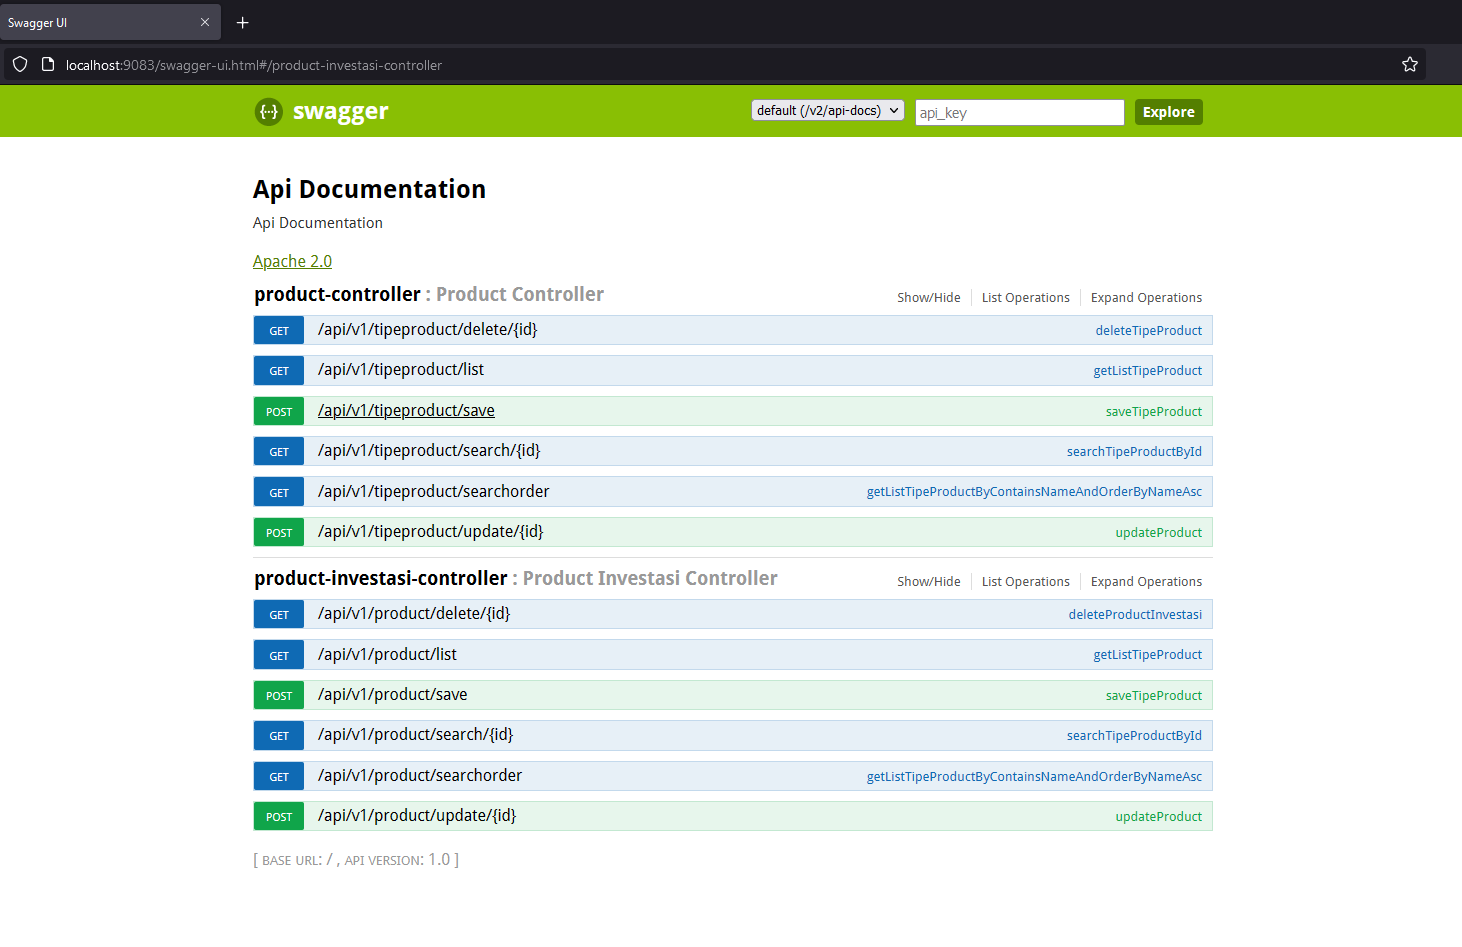 Swagger UI
localhost:9083/swagger-ui.html#/product-investasi-controller
{··} swagger default (/v2/api-docs) api_key Explore
Api Documentation
Api Documentation
Apache 2.0
product-controller : Product Controller Show/Hide List Operations Expand Operations
GET /api/v1/tipeproduct/delete/{id} deleteTipeProduct
GET /api/v1/tipeproduct/list getListTipeProduct
POST /api/v1/tipeproduct/save saveTipeProduct
GET /api/v1/tipeproduct/search/{id} searchTipeProductById
GET /api/v1/tipeproduct/searchorder getListTipeProductByContainsNameAndOrderByNameAsc
POST /api/v1/tipeproduct/update/{id} updateProduct
product-investasi-controller : Product Investasi Controller Show/Hide List Operations Expand Operations
GET /api/v1/product/delete/{id} deleteProductInvestasi
GET /api/v1/product/list getListTipeProduct
POST /api/v1/product/save saveTipeProduct
GET /api/v1/product/search/{id} searchTipeProductById
GET /api/v1/product/searchorder getListTipeProductByContainsNameAndOrderByNameAsc
POST /api/v1/product/update/{id} updateProduct
[ BASE URL: / , API VERSION: 1.0 ]